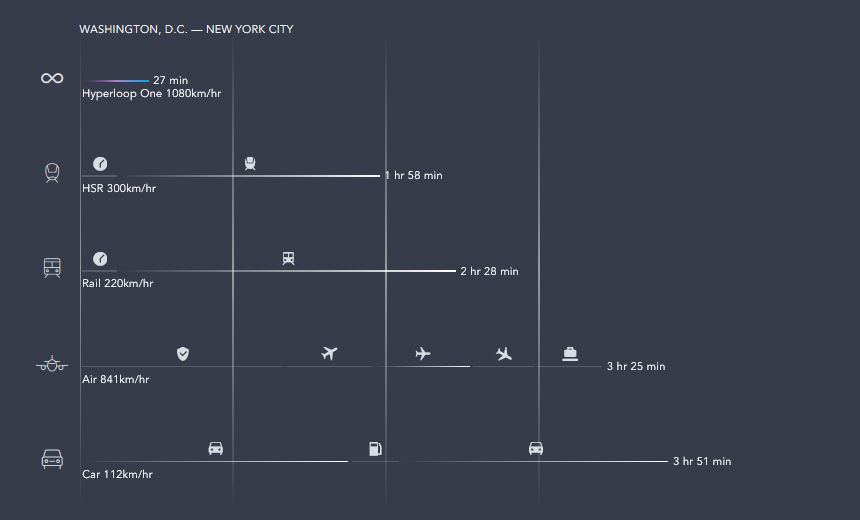 WASHINGTON, D.C. — NEW YORK CITY
27 min
Hyperloop One 1080km/hr
1 hr 58 min
HSR 300km/hr
2 hr 28 min
Rail 220km/hr
3 hr 25 min
Air 841km/hr
3 hr 51 min
Car 112km/hr